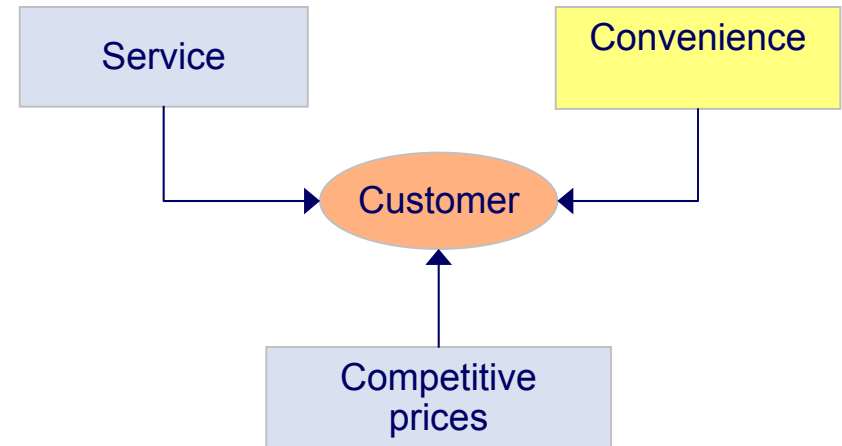 Service
Convenience
Customer
Competitive
prices